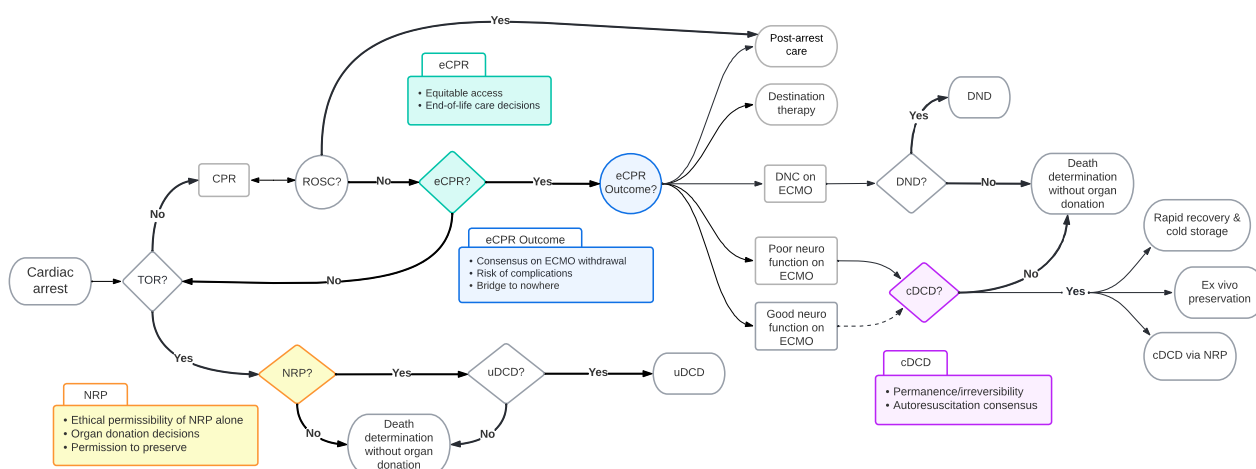 Yes
Post-arrest
care
eCPR
• Equitable access
• End-of-life care decisions
Destination
therapy
DND
Yes
CPR
ROSC?
No
eCPR?
Yes
eCPR
Outcome?
DNC on
ECMO
DND?
No
Death
determination
without organ
donation
No
eCPR Outcome
• Consensus on ECMO withdrawal
• Risk of complications
• Bridge to nowhere
Rapid recovery &
cold storage
Cardiac
arrest
TOR?
No
Poor neuro
function on
ECMO
cDCD?
No
Yes
Ex vivo
preservation
Good neuro
function on
ECMO
cDCD via NRP
Yes
NRP?
Yes
uDCD?
Yes
uDCD
cDCD
• Permanence/irreversibility
• Autoresuscitation consensus
NRP
• Ethical permissibility of NRP alone
• Organ donation decisions
• Permission to preserve
No
Death
determination
without organ
donation
No